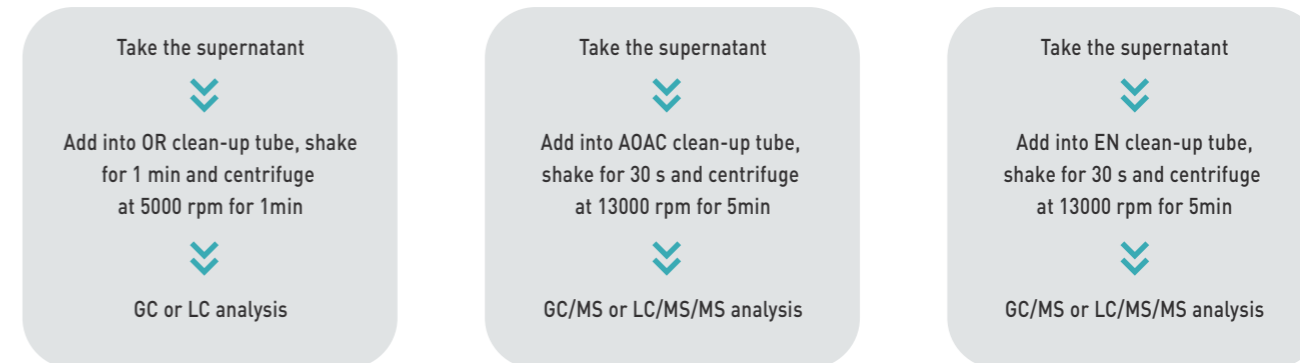 Take the supernatant
Add into OR clean-up tube, shake
for 1 min and centrifuge
at 5000 rpm for 1min
GC or LC analysis
Take the supernatant
Add into AOAC clean-up tube,
shake for 30 s and centrifuge
at 13000 rpm for 5min
GC/MS or LC/MS/MS analysis
Take the supernatant
Add into EN clean-up tube,
shake for 30 s and centrifuge
at 13000 rpm for 5min
GC/MS or LC/MS/MS analysis